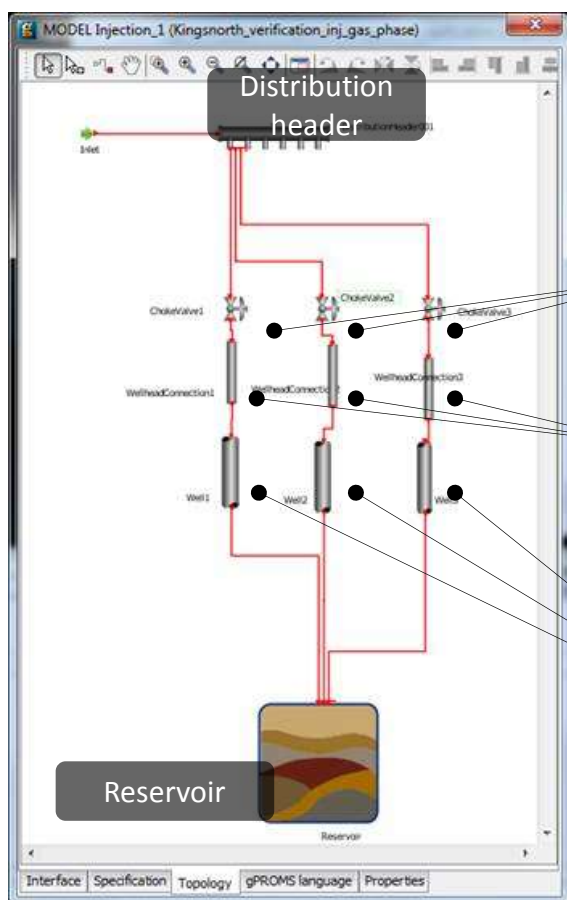 MODEL Injection_1 (Kingsnorth_verification_inj_gas_phase)
Distribution
header
Inlet
ChokeValve1
ChokeValve2
ChokeValve3
WellheadConnection1
WellheadConnection3
Well1
Well2
Reservoir
Reservoir
Interface
Specification
Topology
gPROMS language
Properties